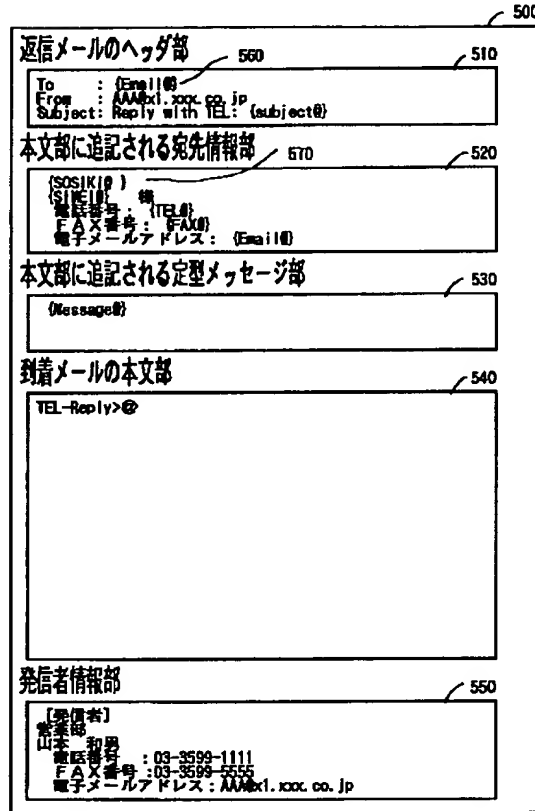 500
返信メールのヘッダ部
560
510
To : {Email@}
From : AAA@x1.xxx.co.jp
Subject: Reply with TEL: {subject@}
本文部に追記される宛先情報部
570
520
{SOSIKI@ }
{SIMEI@} 様
電話番号： {TEL@}
ＦＡＸ番号： {FAX@}
電子メールアドレス： {Email@}
本文部に追記される定型メッセージ部
530
{Message@}
到着メールの本文部
540
TEL-Reply>@
発信者情報部
550
[発信者]
営業部
山本 和男
電話番号 ：03-3599-1111
ＦＡＸ番号：03-3599-5555
電子メールアドレス：AAA@x1.xxx.co.jp